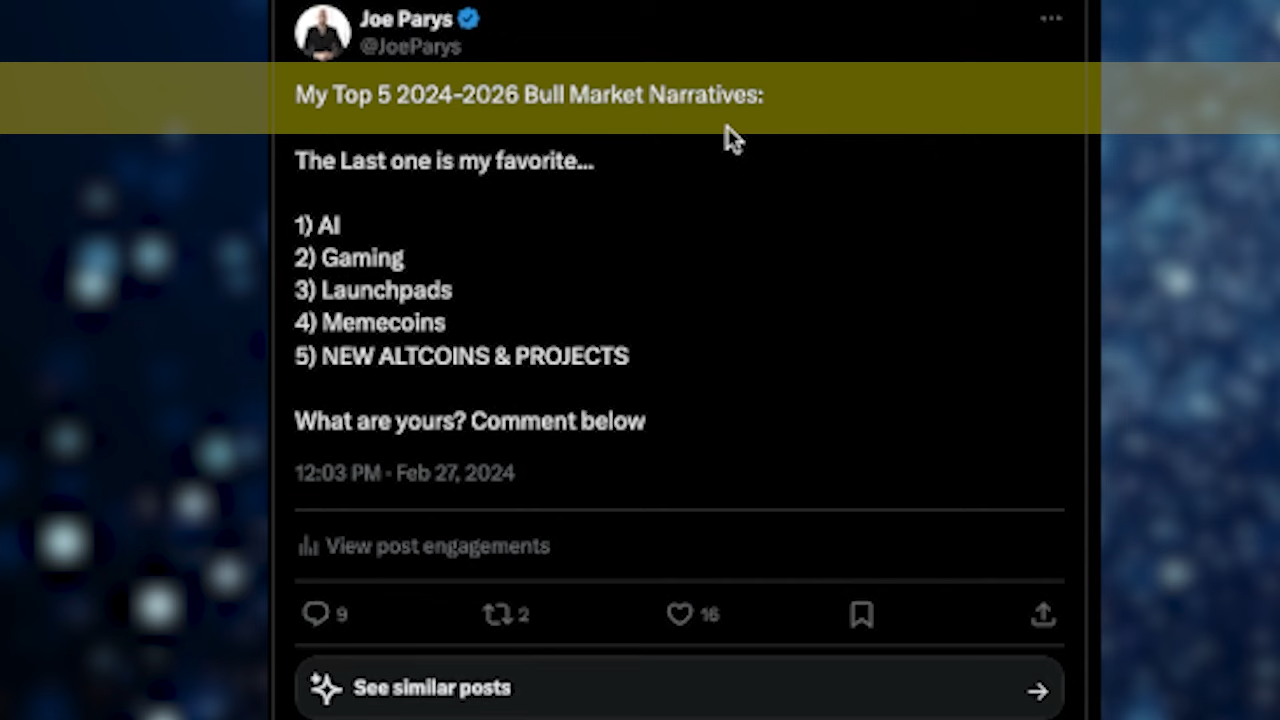 Joe Parys
@JoeParys
My Top 5 2024-2026 Bull Market Narratives:
The Last one is my favorite...
1) AI
2) Gaming
3) Launchpads
4) Memecoins
5) NEW ALTCOINS & PROJECTS
What are yours? Comment below
12:03 PM · Feb 27, 2024
View post engagements
9 2 16
See similar posts